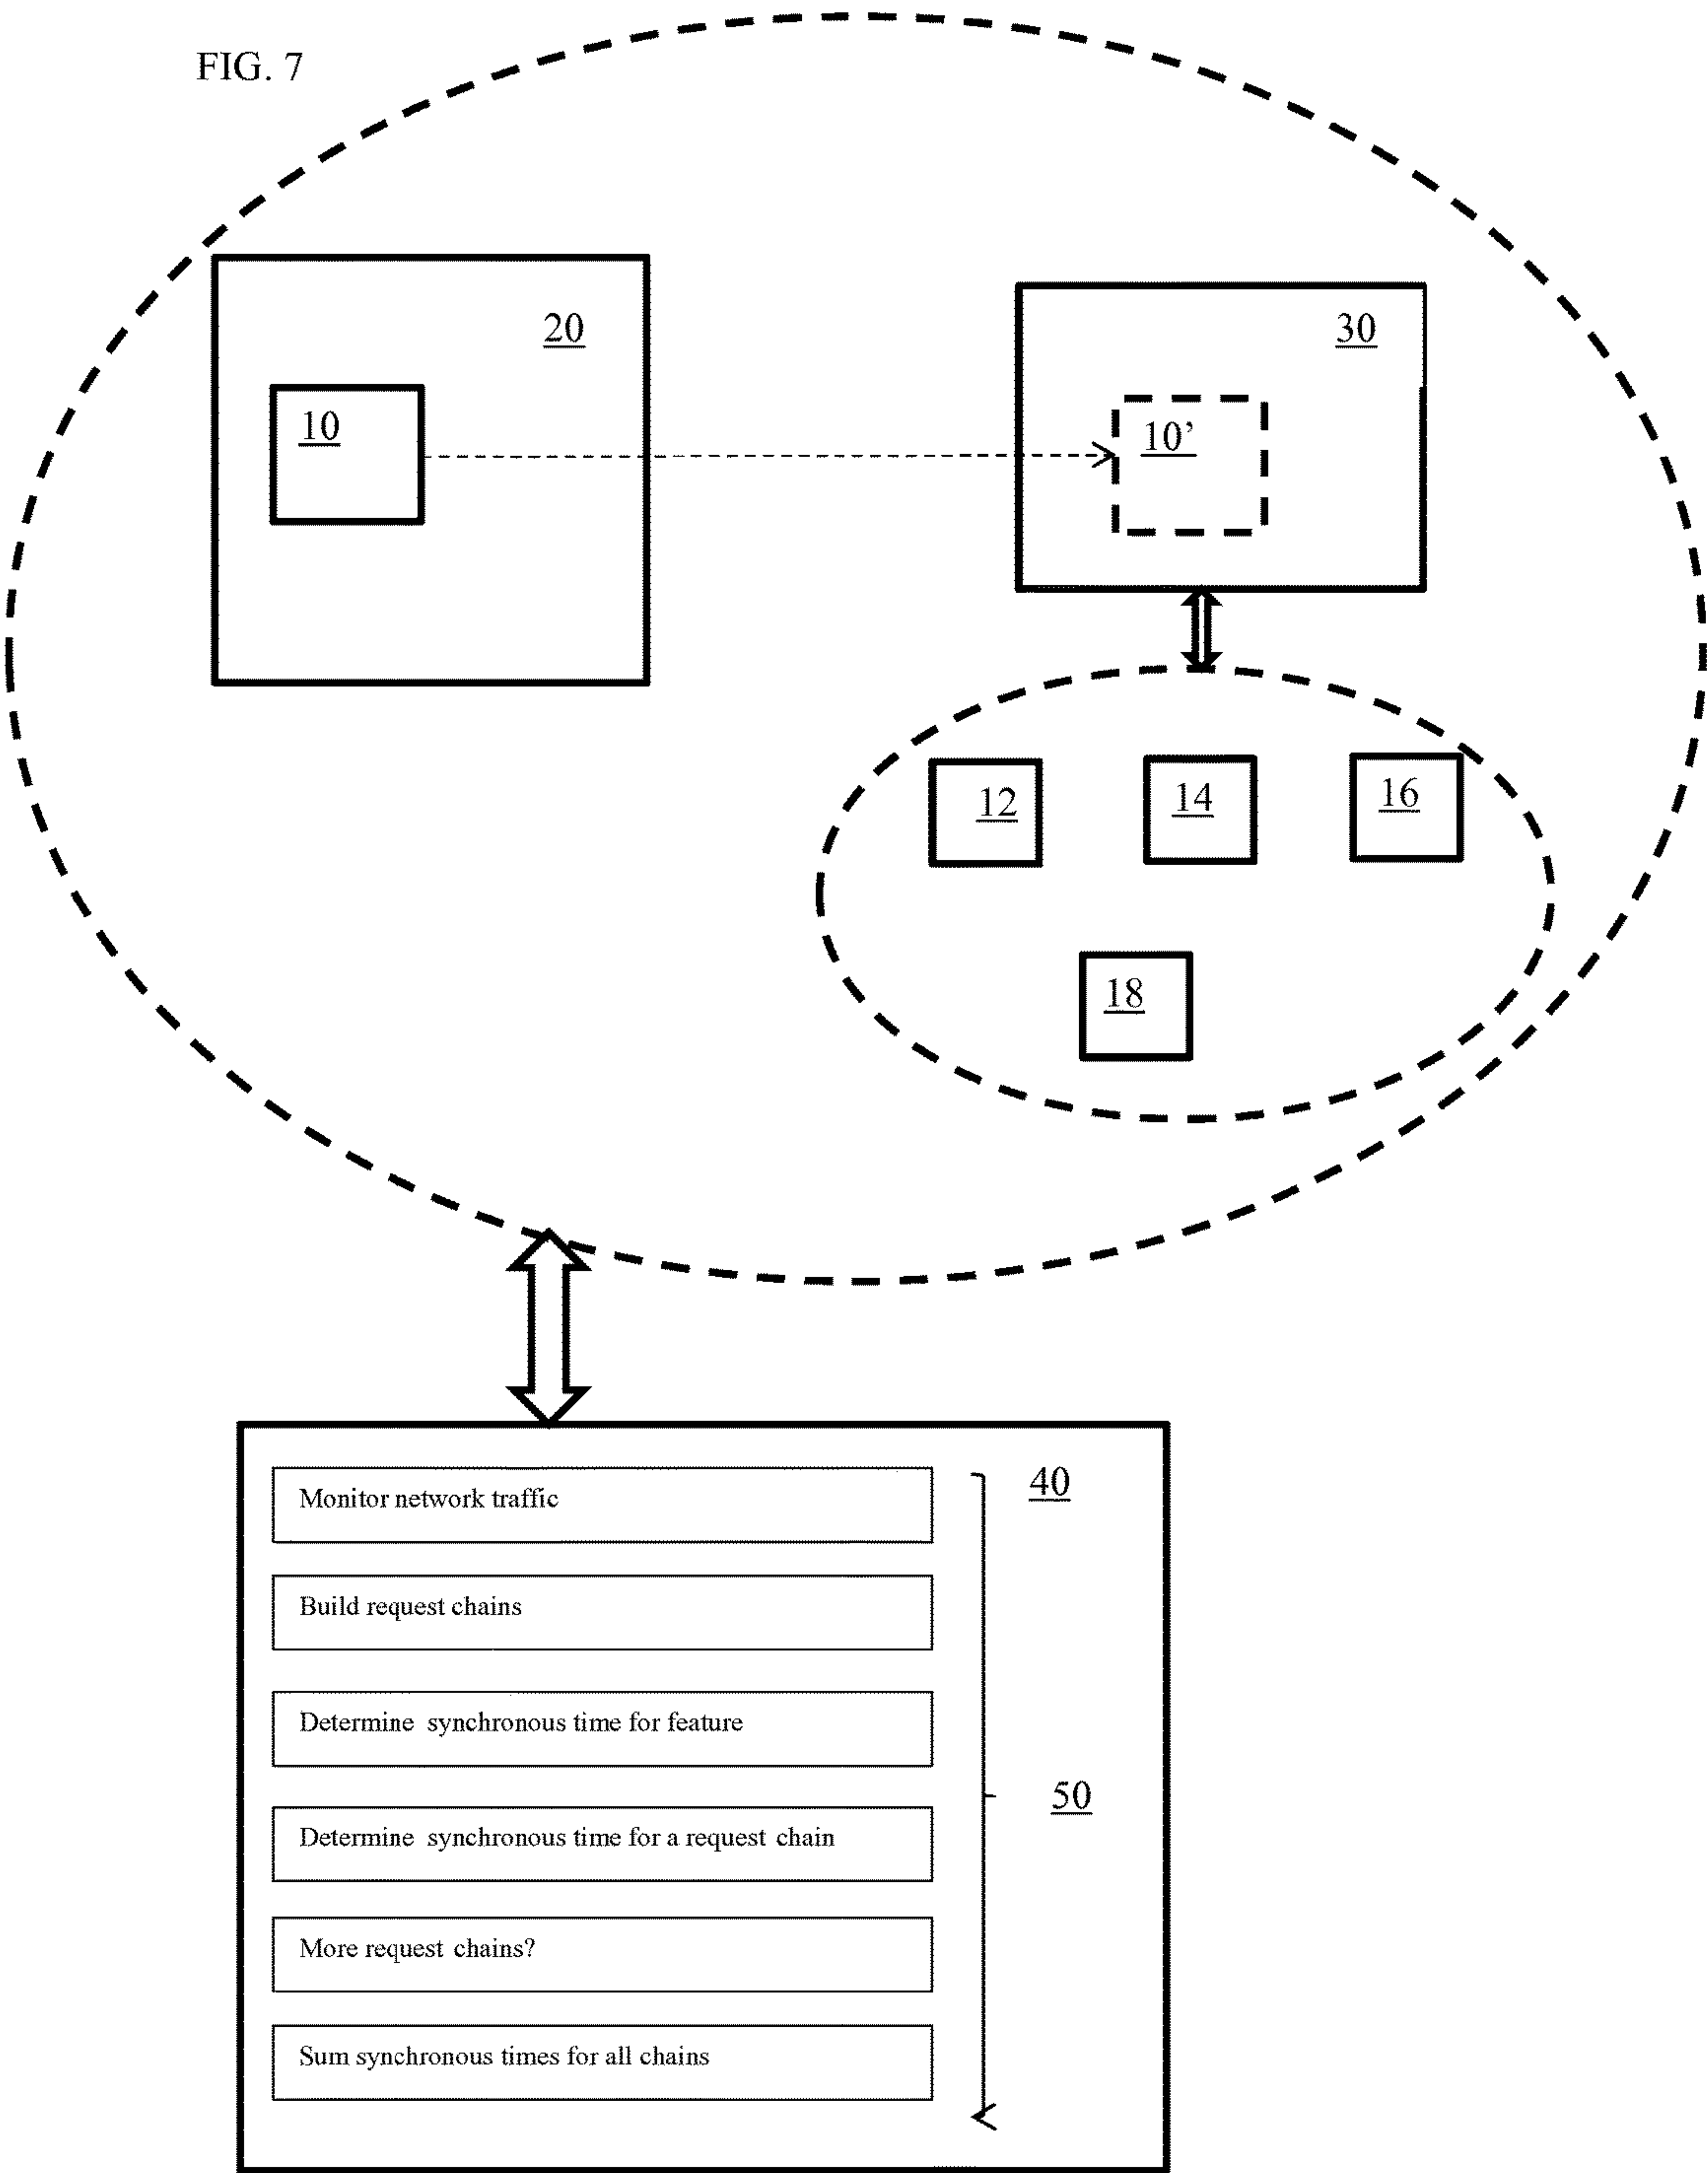 FIG. 7
20
30
10
10’
12
14
16
18
40
Monitor network traffic
Build request chains
Determine synchronous time for feature
50
Determine synchronous time for a request chain
More request chains?
Sum synchronous times for all chains